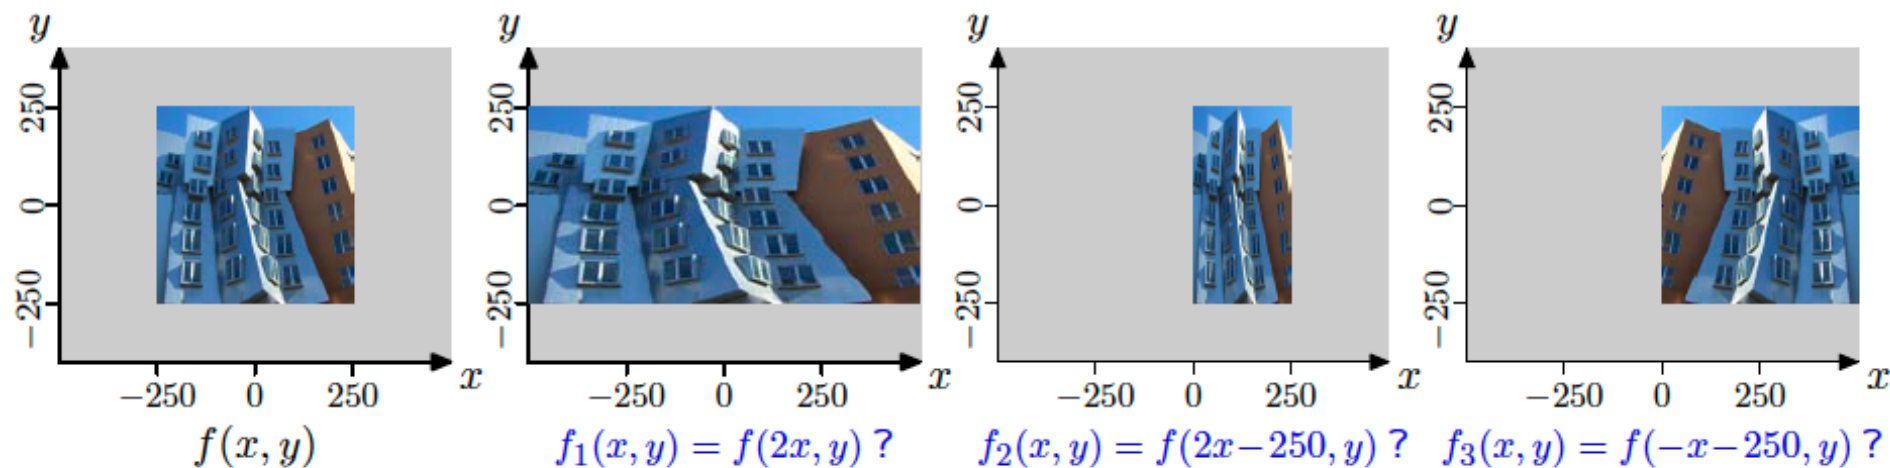 y y y y
250 250 250 250
0 0 0 0
−250 −250 −250 −250
x x x x
−250 0 250 −250 0 250 −250 0 250 −250 0 250
f(x, y) f₁(x, y) = f(2x, y) ? f₂(x, y) = f(2x−250, y) ? f₃(x, y) = f(−x−250, y) ?